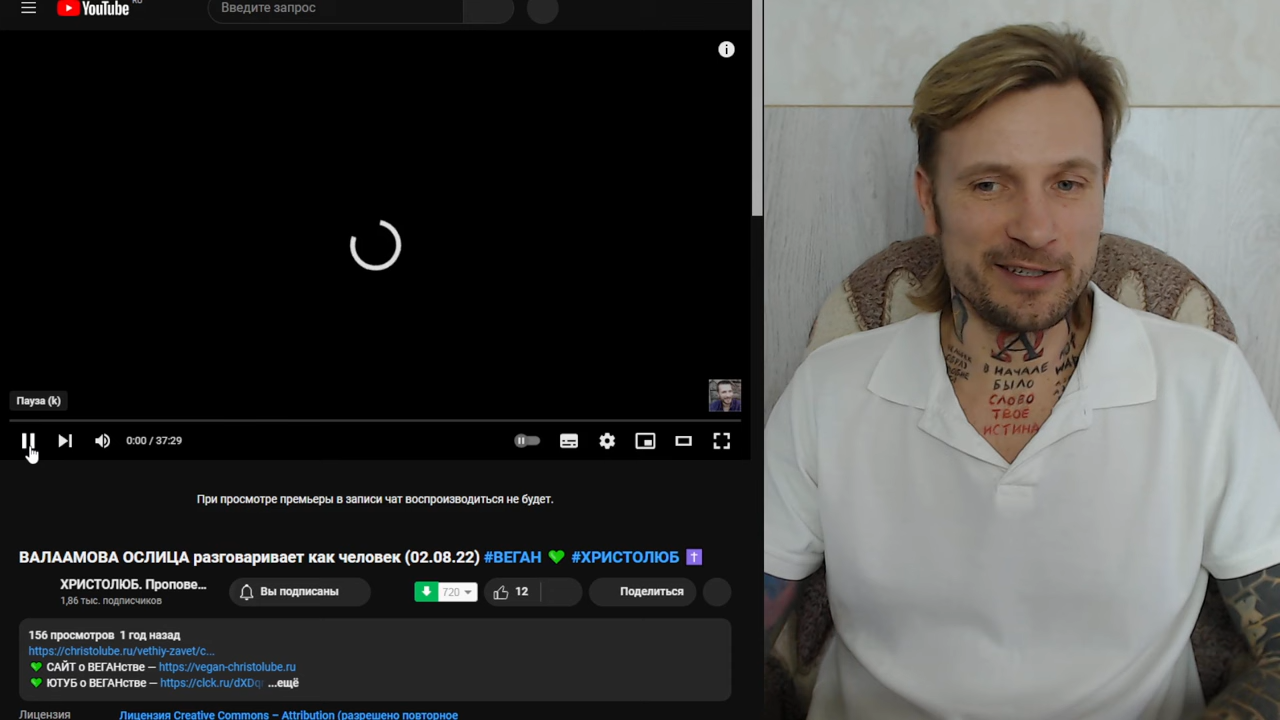 YouTube
RU
Введите запрос
Пауза (k)
0:00 / 37:29
При просмотре премьеры в записи чат воспроизводиться не будет.
ВАЛААМОВА ОСЛИЦА разговаривает как человек (02.08.22) #ВЕГАН 💚 #ХРИСТОЛЮБ ✝️
ХРИСТОЛЮБ. Пропове...
1,86 тыс. подписчиков
Вы подписаны
720
12
Поделиться
156 просмотров 1 год назад
https://christolube.ru/vethiy-zavet/c...
💚 САЙТ о ВЕГАНстве — https://vegan-christolube.ru
💚 ЮТУБ о ВЕГАНстве — https://clck.ru/dXDq ...ещё
Лицензия
Лицензия Creative Commons – Attribution (разрешено повторное
В НАЧАЛЕ
БЫЛО
СЛОВО
ТВОЕ
ИСТИНА